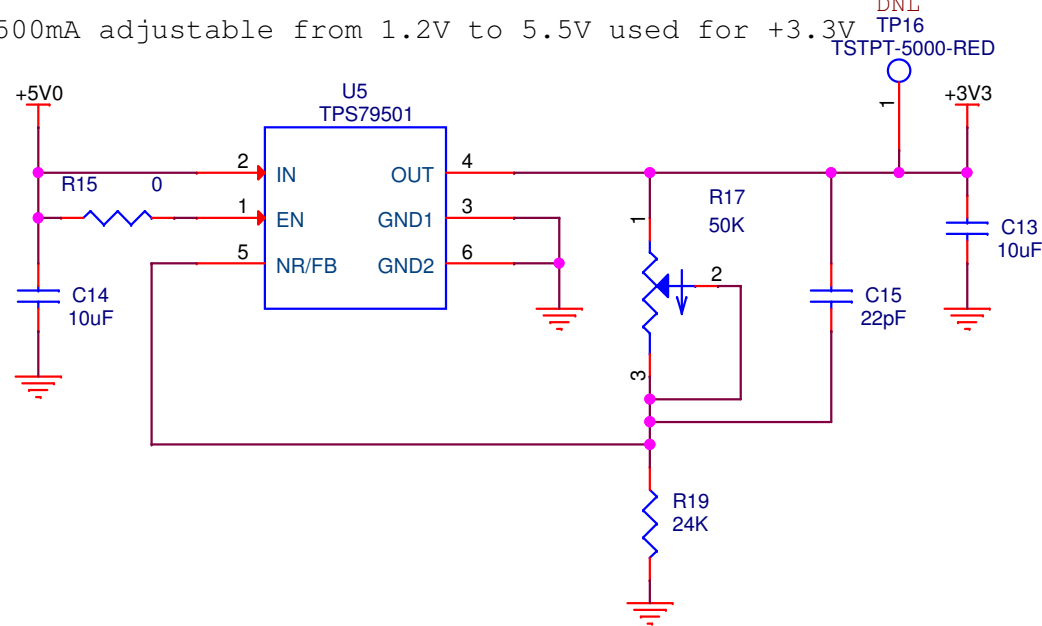 DNL
500mA adjustable from 1.2V to 5.5V used for +3.3V
TP16
TSTPT-5000-RED
+5V0
U5
TPS79501
1
+3V3
2
IN
OUT
4
R15
0
1
EN
GND1
3
R17
50K
1
5
NR/FB
GND2
6
2
C13
10uF
C14
10uF
C15
22pF
3
R19
24K